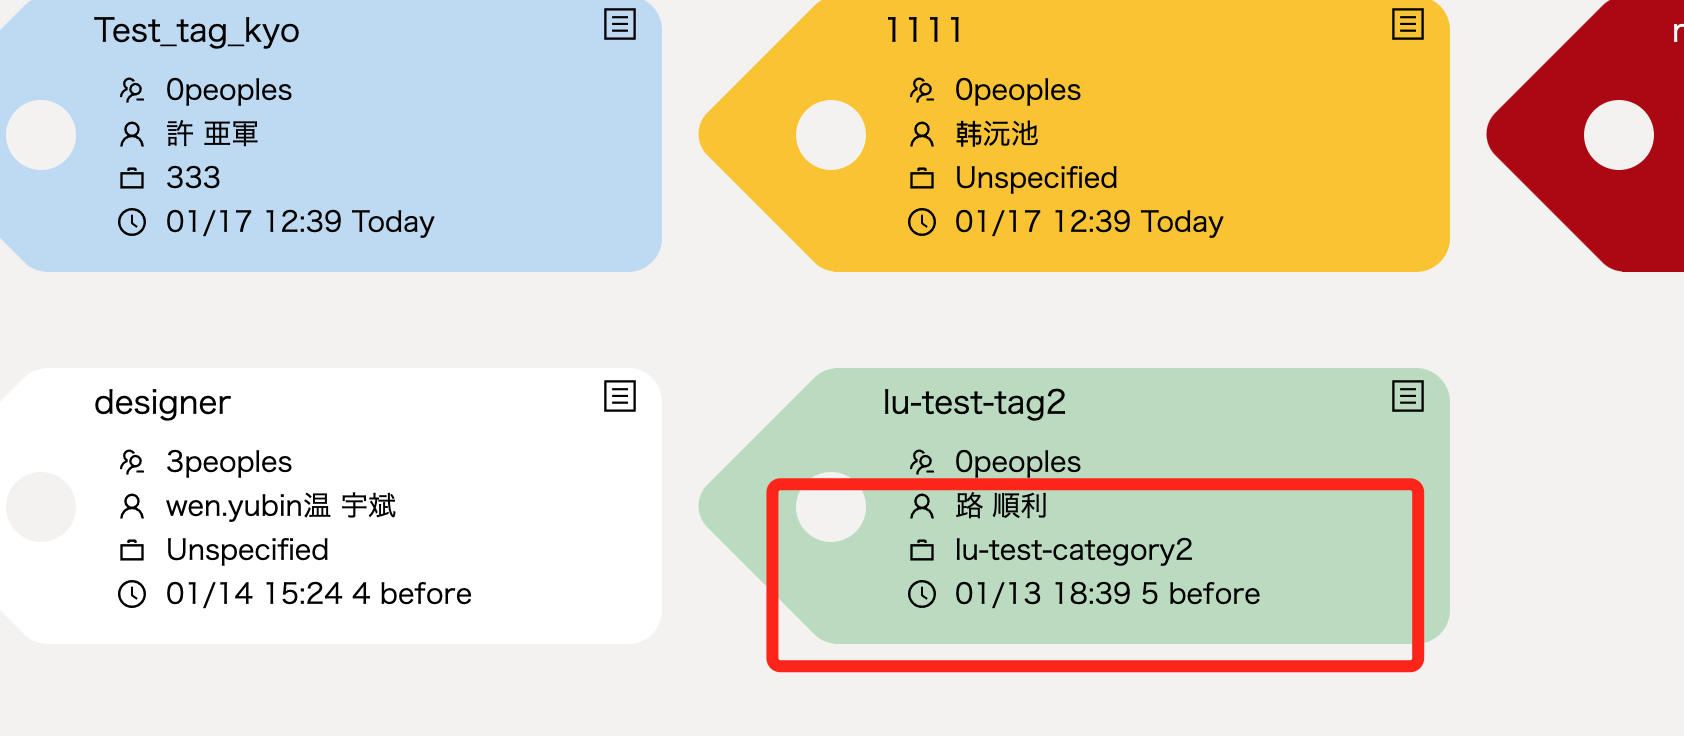 Test_tag_kyo
0peoples
許 亜軍
333
01/17 12:39 Today
1111
0peoples
韩沅池
Unspecified
01/17 12:39 Today
designer
3peoples
wen.yubin温 宇斌
Unspecified
01/14 15:24 4 before
lu-test-tag2
0peoples
路 順利
lu-test-category2
01/13 18:39 5 before